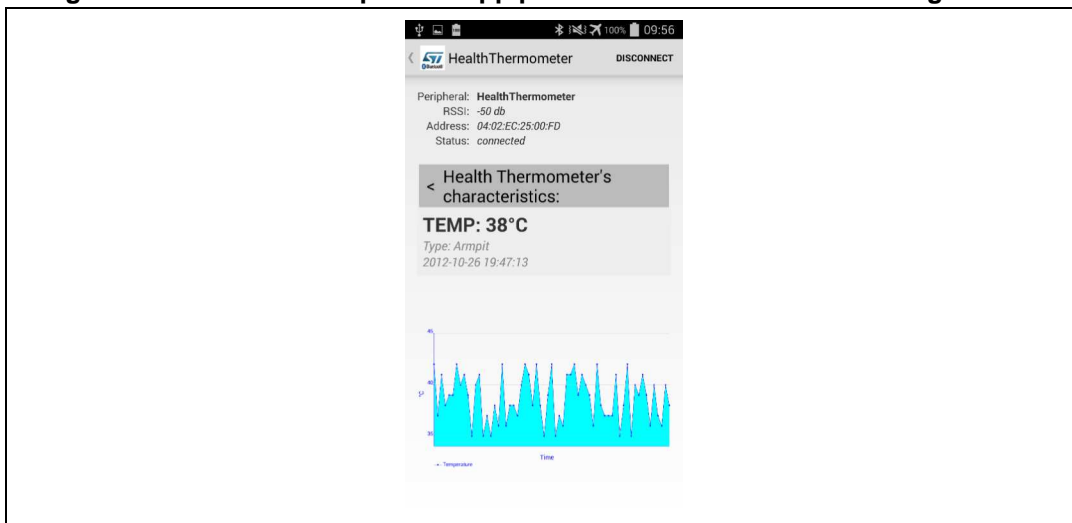 100% 09:56
ST HealthThermometer DISCONNECT
Peripheral: HealthThermometer
RSSI: -50 db
Address: 04:02:EC:25:00:FD
Status: connected
< Health Thermometer's
characteristics:
TEMP: 38°C
Type: Armpit
2012-10-26 19:47:13
45
40
°C
35
Time
Temperature